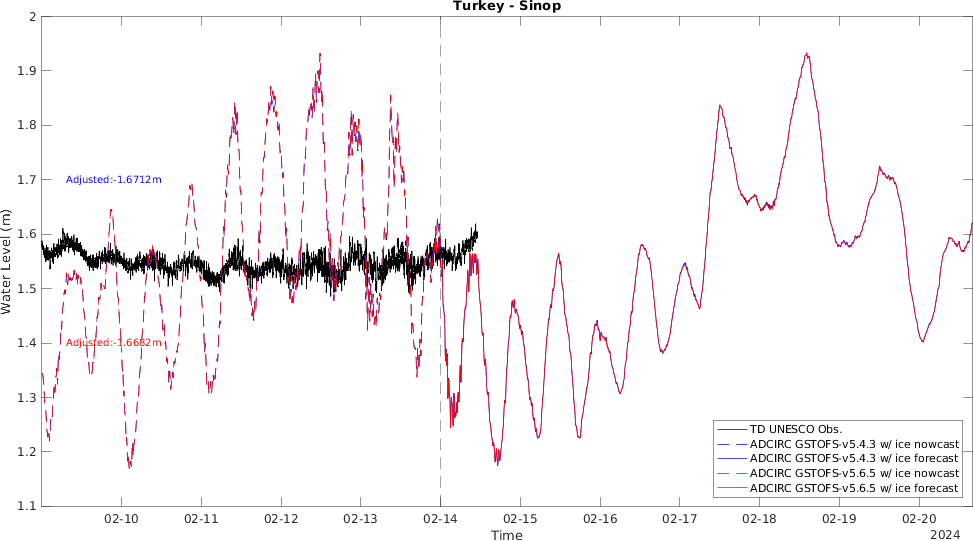 Turkey - Sinop
2
1.9
1.8
1.7
1.6
1.5
1.4
1.3
1.2
1.1
Water Level (m)
Adjusted:-1.6712m
Adjusted:-1.6682m
TD UNESCO Obs.
ADCIRC GSTOFS-v5.4.3 w/ ice nowcast
ADCIRC GSTOFS-v5.4.3 w/ ice forecast
ADCIRC GSTOFS-v5.6.5 w/ ice nowcast
ADCIRC GSTOFS-v5.6.5 w/ ice forecast
02-10 02-11 02-12 02-13 02-14 02-15 02-16 02-17 02-18 02-19 02-20
Time
2024